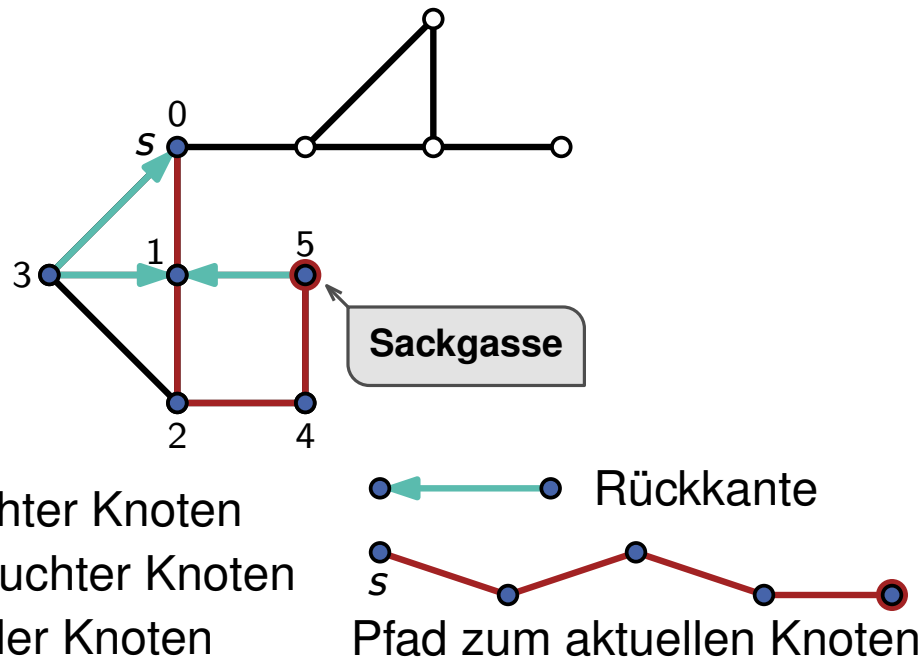 0
s
1
5
3
Sackgasse
2
4
Rückkante
hter Knoten
s
uchter Knoten
ler Knoten
Pfad zum aktuellen Knoten